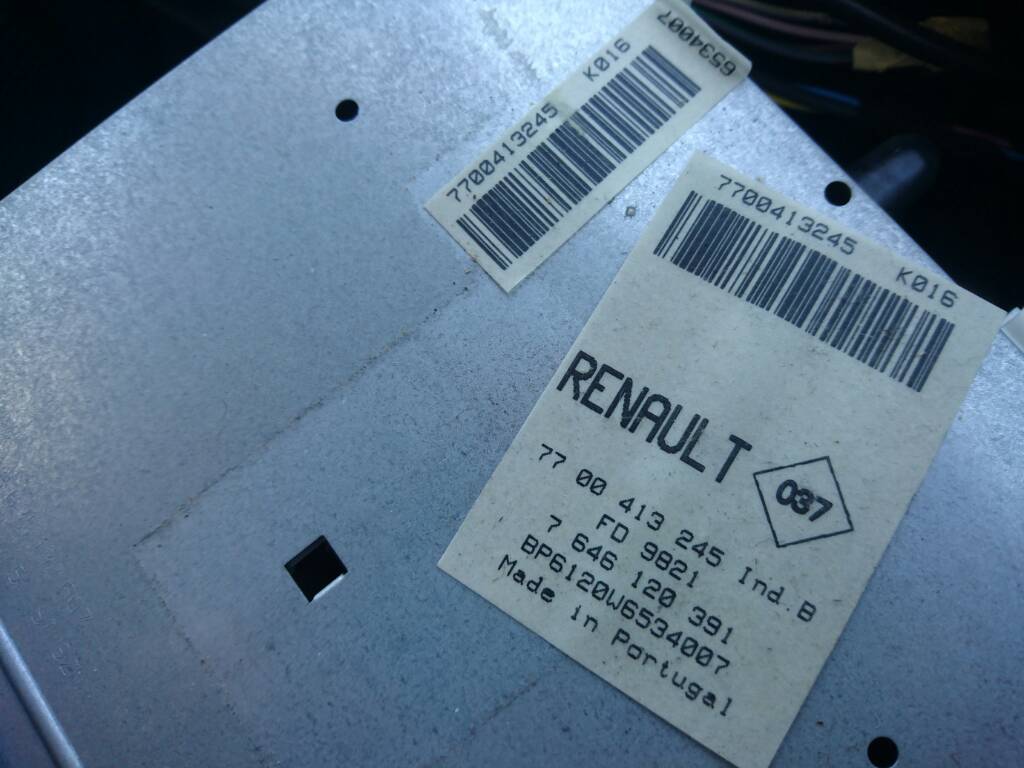 6534007
7700413245 K016
7700413245 K016
RENAULT 037
77 00 413 245 Ind.B
FD 9821
7 646 120 391
BP6120W6534007
Made in Portugal